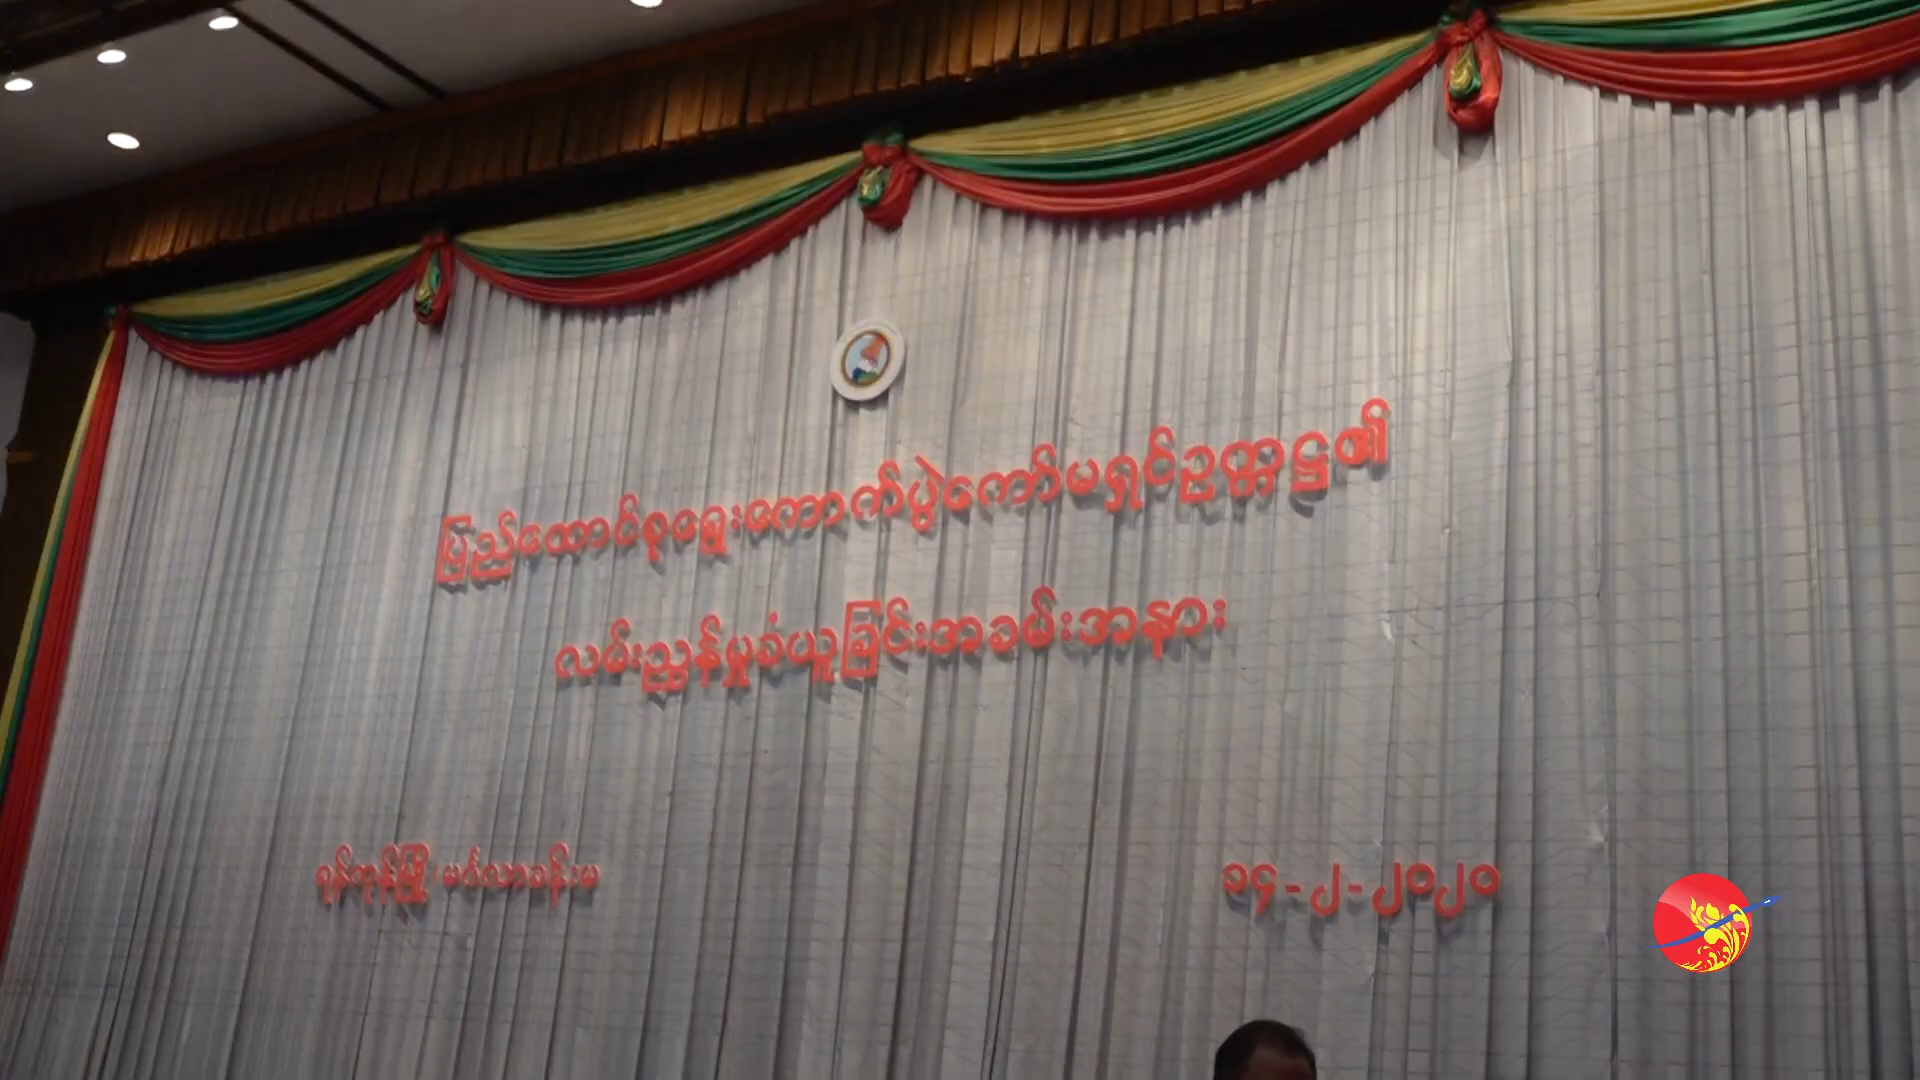 ပြည်ထောင်စုရွေးကောက်ပွဲကော်မရှင်ဥက္ကဋ္ဌ၏
လမ်းညွှန်မှုခံယူခြင်းအခမ်းအနား
ရန်ကုန်မြို့၊ မင်္ဂလာခန်းမ
၁၄-၂-၂၀၂၀